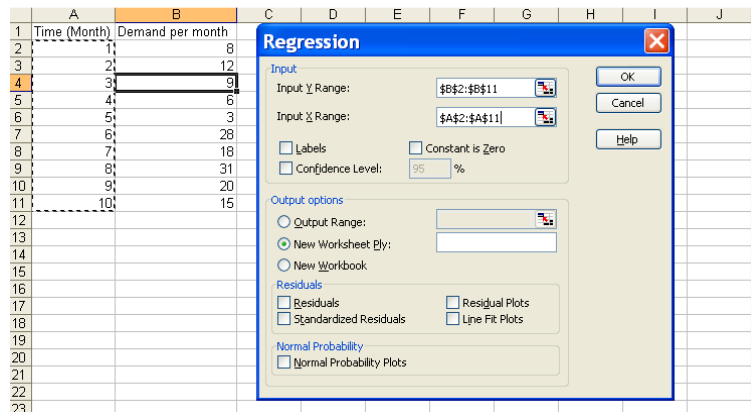 A B C D E F G H I J
1 Time (Month) Demand per month
2 1 8
3 2 12
4 3 9
5 4 6
6 5 3
7 6 28
8 7 18
9 8 31
10 9 20
11 10 15
12
13
14
15
16
17
18
19
20
21
22
23
Regression
Input
Input Y Range: $B$2:$B$11
Input X Range: $A$2:$A$11
Labels Constant is Zero
Confidence Level: 95 %
OK
Cancel
Help
Output options
Output Range:
New Worksheet Ply:
New Workbook
Residuals
Residuals Residual Plots
Standardized Residuals Line Fit Plots
Normal Probability
Normal Probability Plots